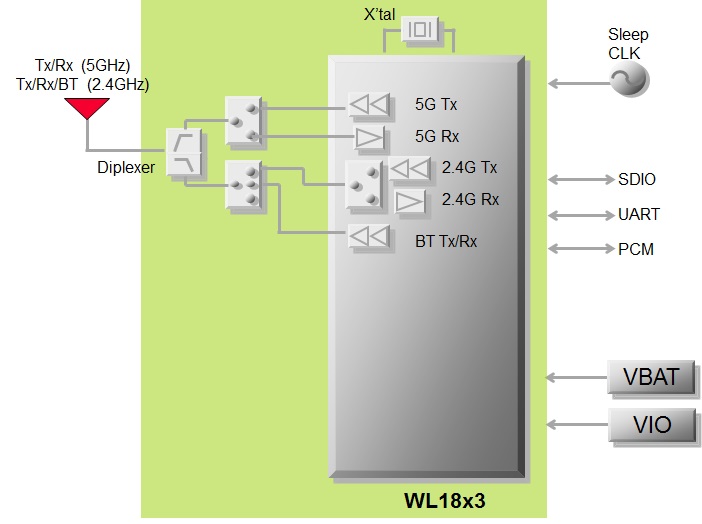 X'tal
Sleep
CLK
Tx/Rx (5GHz)
Tx/Rx/BT (2.4GHz)
Diplexer
5G Tx
5G Rx
2.4G Tx
2.4G Rx
BT Tx/Rx
SDIO
UART
PCM
VBAT
VIO
WL18x3